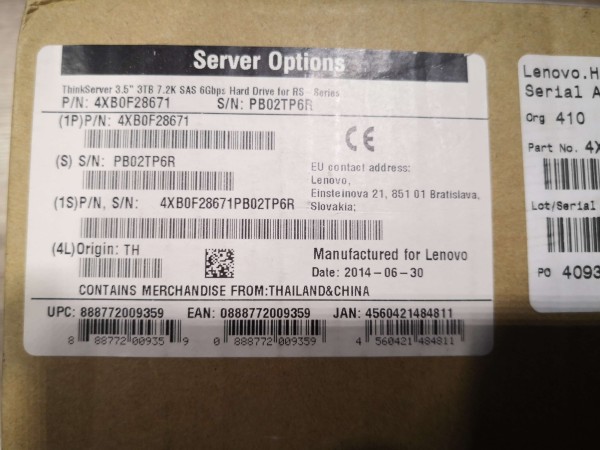 Server Options
ThinkServer 3.5" 3TB 7.2K SAS 6Gbps Hard Drive for RS- Series
P/N: 4XB0F28671 S/N: PB02TP6R
(1P)P/N: 4XB0F28671
CE
(S) S/N: PB02TP6R
EU contact address:
Lenovo,
Einsteinova 21, 851 01 Bratislava,
Slovakia;
(1S)P/N, S/N: 4XB0F28671PB02TP6R
(4L)Origin: TH
Manufactured for Lenovo
Date: 2014-06-30
CONTAINS MERCHANDISE FROM:THAILAND&CHINA
UPC: 888772009359 EAN: 0888772009359 JAN: 4560421484811
8 88772 00935 9 0 888772 009359 4 560421 484811
Lenovo.H
Serial A
Org 410
Part No. 4X
Lot/Serial
PO 4093